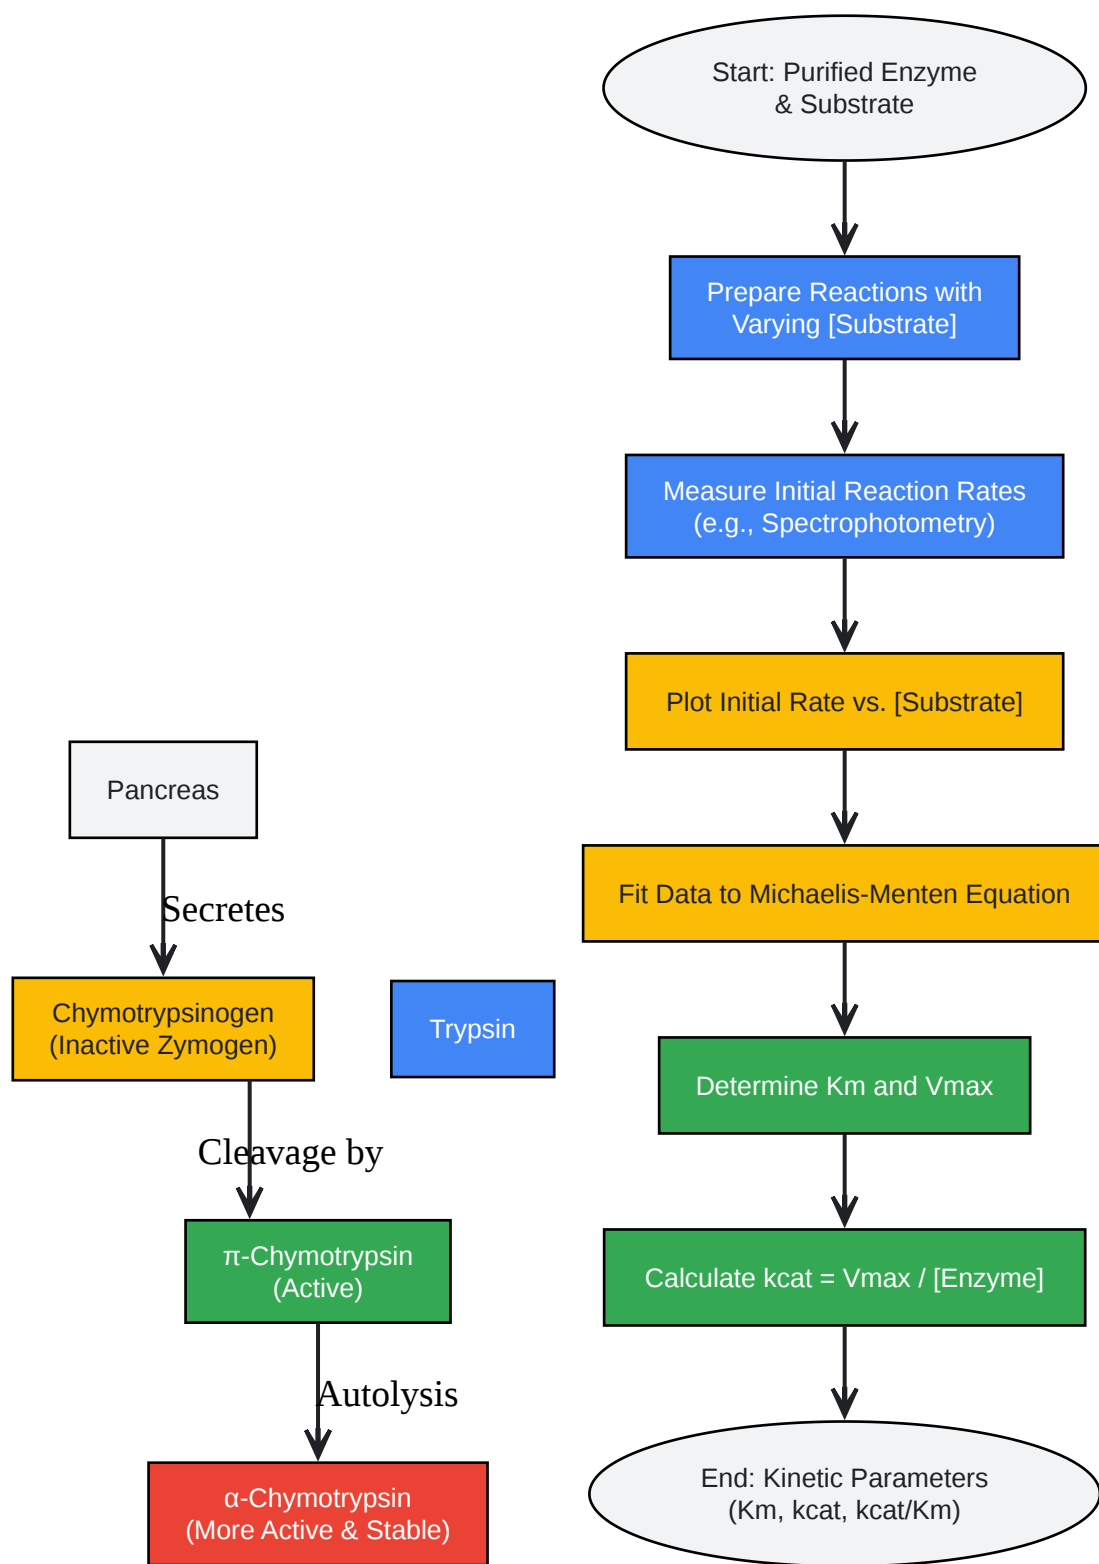 Start: Purified Enzyme
& Substrate
Prepare Reactions with
Varying [Substrate]
Measure Initial Reaction Rates
(e.g., Spectrophotometry)
Plot Initial Rate vs. [Substrate]
Fit Data to Michaelis-Menten Equation
Determine Km and Vmax
Calculate kcat = Vmax / [Enzyme]
End: Kinetic Parameters
(Km, kcat, kcat/Km)
Pancreas
Secretes
Chymotrypsinogen
(Inactive Zymogen)
Trypsin
Cleavage by
π-Chymotrypsin
(Active)
Autolysis
α-Chymotrypsin
(More Active & Stable)